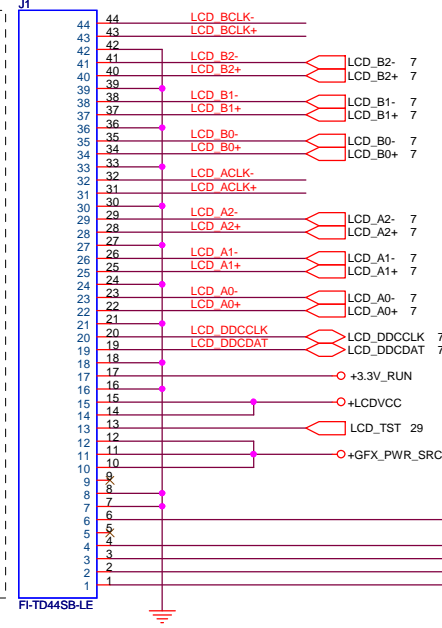 J1
44 44 LCD_BCLK-
43 43 LCD_BCLK+
42 42
41 41 LCD_B2- LCD_B2- 7
40 40 LCD_B2+ LCD_B2+ 7
39 39
38 38 LCD_B1- LCD_B1- 7
37 37 LCD_B1+ LCD_B1+ 7
36 36
35 35 LCD_B0- LCD_B0- 7
34 34 LCD_B0+ LCD_B0+ 7
33 33
32 32 LCD_ACLK-
31 31 LCD_ACLK+
30 30
29 29 LCD_A2- LCD_A2- 7
28 28 LCD_A2+ LCD_A2+ 7
27 27
26 26 LCD_A1- LCD_A1- 7
25 25 LCD_A1+ LCD_A1+ 7
24 24
23 23 LCD_A0- LCD_A0- 7
22 22 LCD_A0+ LCD_A0+ 7
21 21
20 20 LCD_DDCCLK LCD_DDCCLK 7
19 19 LCD_DDCDAT LCD_DDCDAT 7
18 18
17 17 +3.3V_RUN
16 16
15 15 +LCDVCC
14 14
13 13 LCD_TST 29
12 12
11 11 +GFX_PWR_SRC
10 10
9 9
8 8
7 7
6 6
5 5
4 4
3 3
2 2
1 1
FI-TD44SB-LE